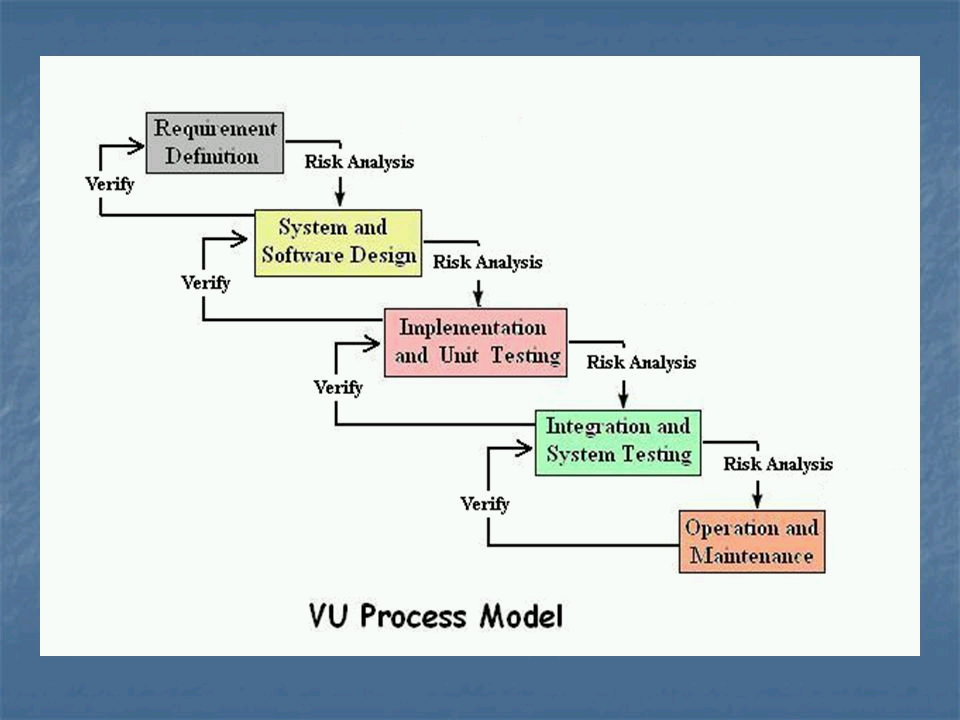 Requirement
Definition
Risk Analysis
Verify
System and
Software Design
Risk Analysis
Verify
Implementation
and Unit Testing
Risk Analysis
Verify
Integration and
System Testing
Risk Analysis
Verify
Operation and
Maintenance
VU Process Model